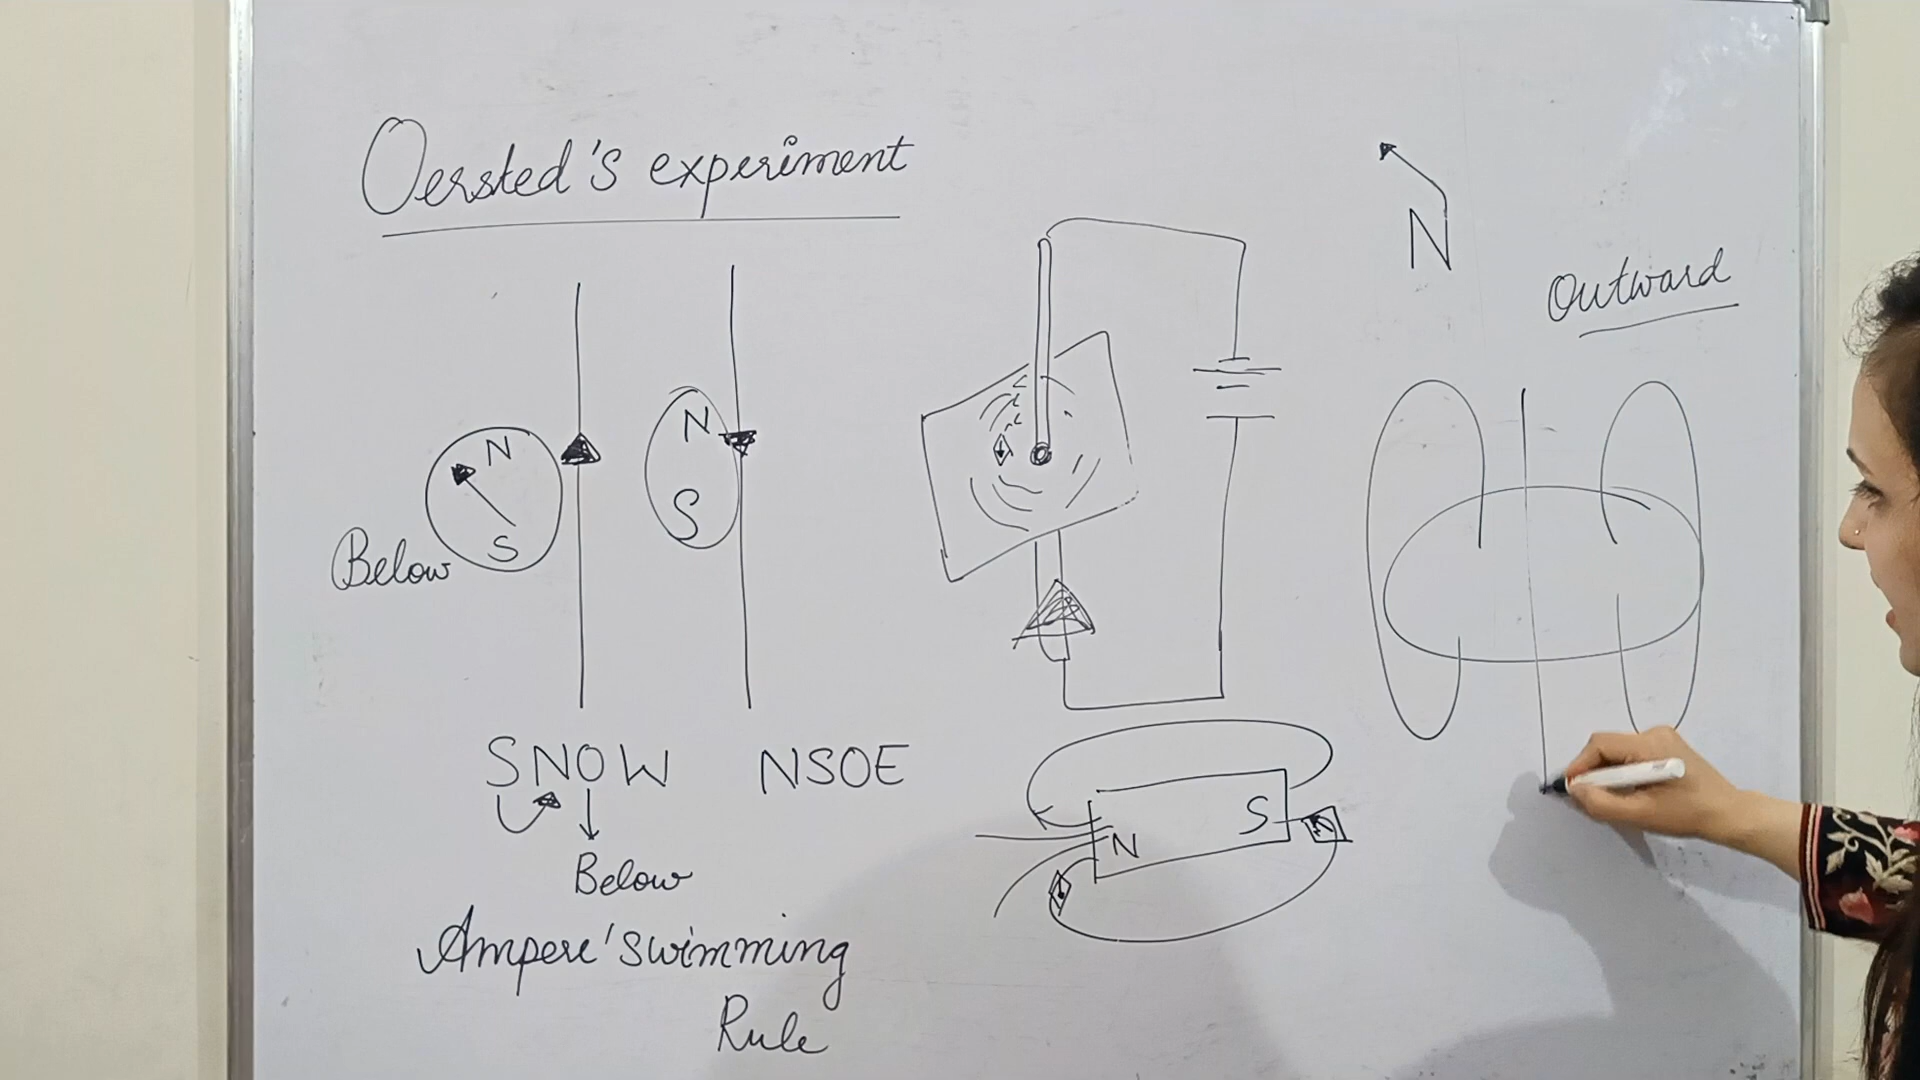 Oersted's experiment
N
Outward
N
S
N
S
Below
SNOW
NSOE
Below
N
S
Ampere'swimming
Rule